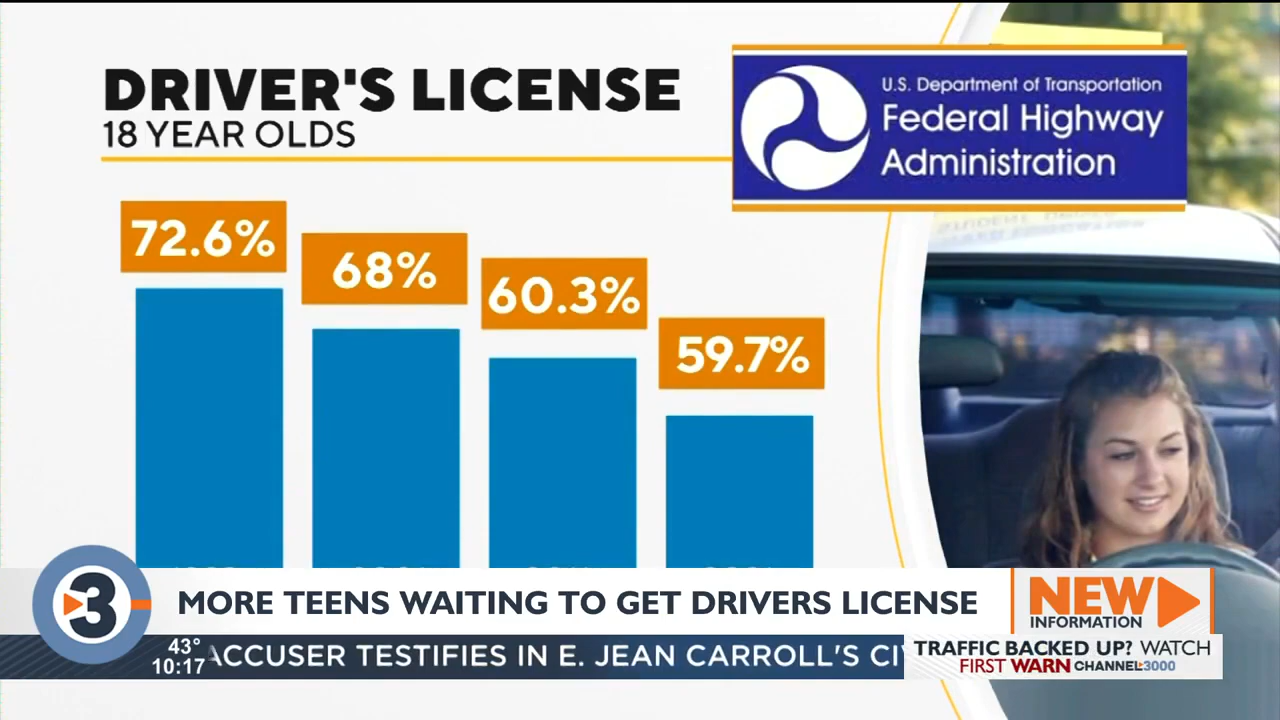 DRIVER'S LICENSE
18 YEAR OLDS
U.S. Department of Transportation
Federal Highway
Administration
72.6%
68%
60.3%
59.7%
3
MORE TEENS WAITING TO GET DRIVERS LICENSE
NEW
INFORMATION
43°
10:17
ACCUSER TESTIFIES IN E. JEAN CARROLL'S
TRAFFIC BACKED UP? WATCH
FIRST WARN CHANNEL3000